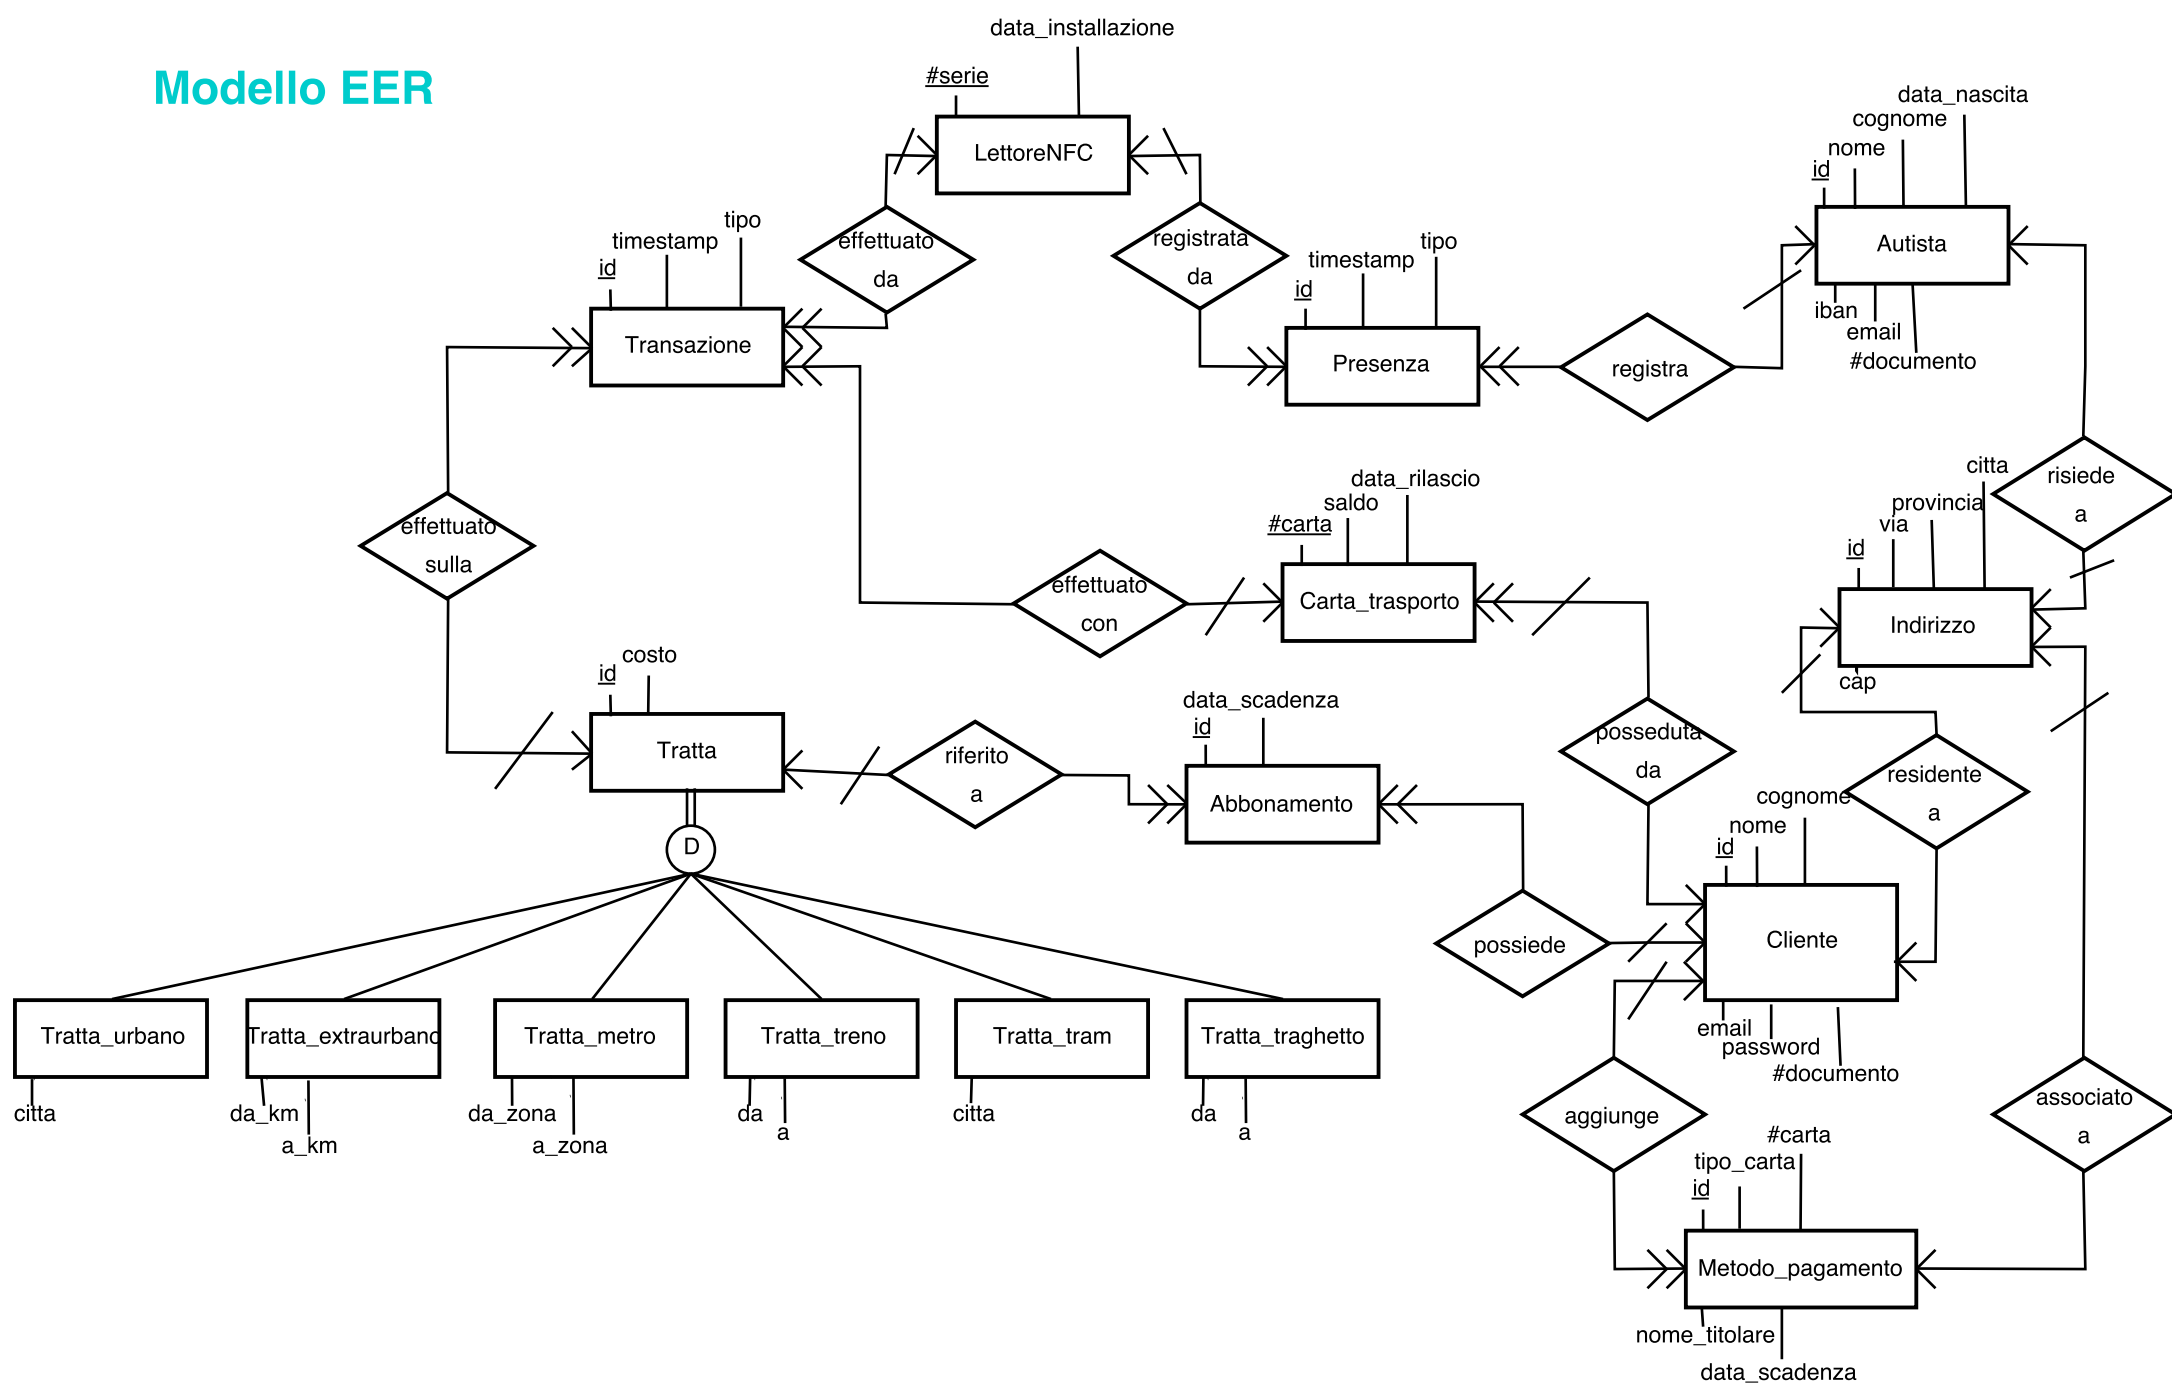 Modello EER
data_installazione
#serie
LettoreNFC
data_nascita
cognome
nome
id
Autista
iban
email
#documento
effettuato
da
registrata
da
tipo
timestamp
id
Transazione
tipo
timestamp
id
Presenza
registra
risiede
a
citta
provincia
via
id
Indirizzo
cap
data_rilascio
saldo
#carta
Carta_trasporto
effettuato
sulla
effettuato
con
costo
id
Tratta
riferito
a
data_scadenza
id
Abbonamento
posseduta
da
residente
a
D
cognome
nome
id
Cliente
email
password
#documento
possiede
Tratta_urbano
citta
Tratta_extraurbano
da_km
a_km
Tratta_metro
da_zona
a_zona
Tratta_treno
da
a
Tratta_tram
citta
Tratta_traghetto
da
a
aggiunge
associato
a
#carta
tipo_carta
id
Metodo_pagamento
nome_titolare
data_scadenza